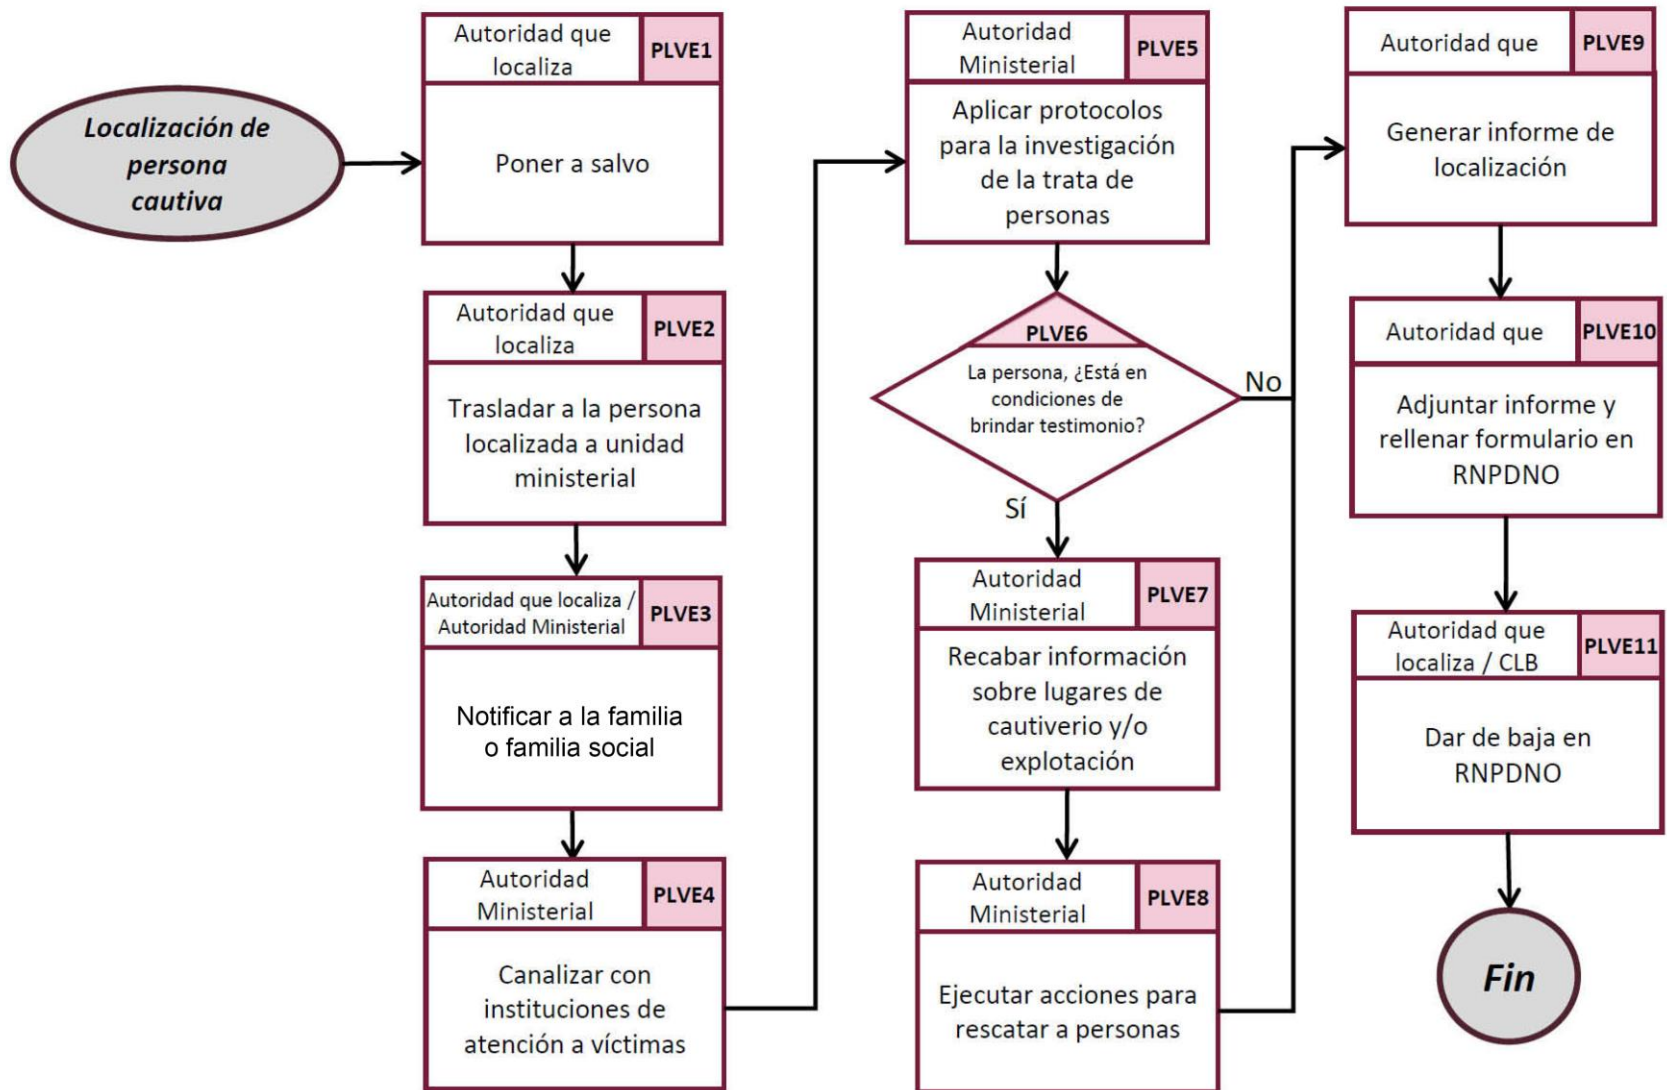 Localización de
persona
cautiva
Autoridad que
localiza
PLVE1
Poner a salvo
Autoridad que
localiza
PLVE2
Trasladar a la persona
localizada a unidad
ministerial
Autoridad que localiza /
Autoridad Ministerial
PLVE3
Notificar a la familia
o familia social
Autoridad
Ministerial
PLVE4
Canalizar con
instituciones de
atención a víctimas
Autoridad
Ministerial
PLVE5
Aplicar protocolos
para la investigación
de la trata de
personas
PLVE6
La persona, ¿Está en
condiciones de
brindar testimonio?
No
Sí
Autoridad
Ministerial
PLVE7
Recabar información
sobre lugares de
cautiverio y/o
explotación
Autoridad
Ministerial
PLVE8
Ejecutar acciones para
rescatar a personas
Autoridad que
PLVE9
Generar informe de
localización
Autoridad que
PLVE10
Adjuntar informe y
rellenar formulario en
RNPDNO
Autoridad que
localiza / CLB
PLVE11
Dar de baja en
RNPDNO
Fin